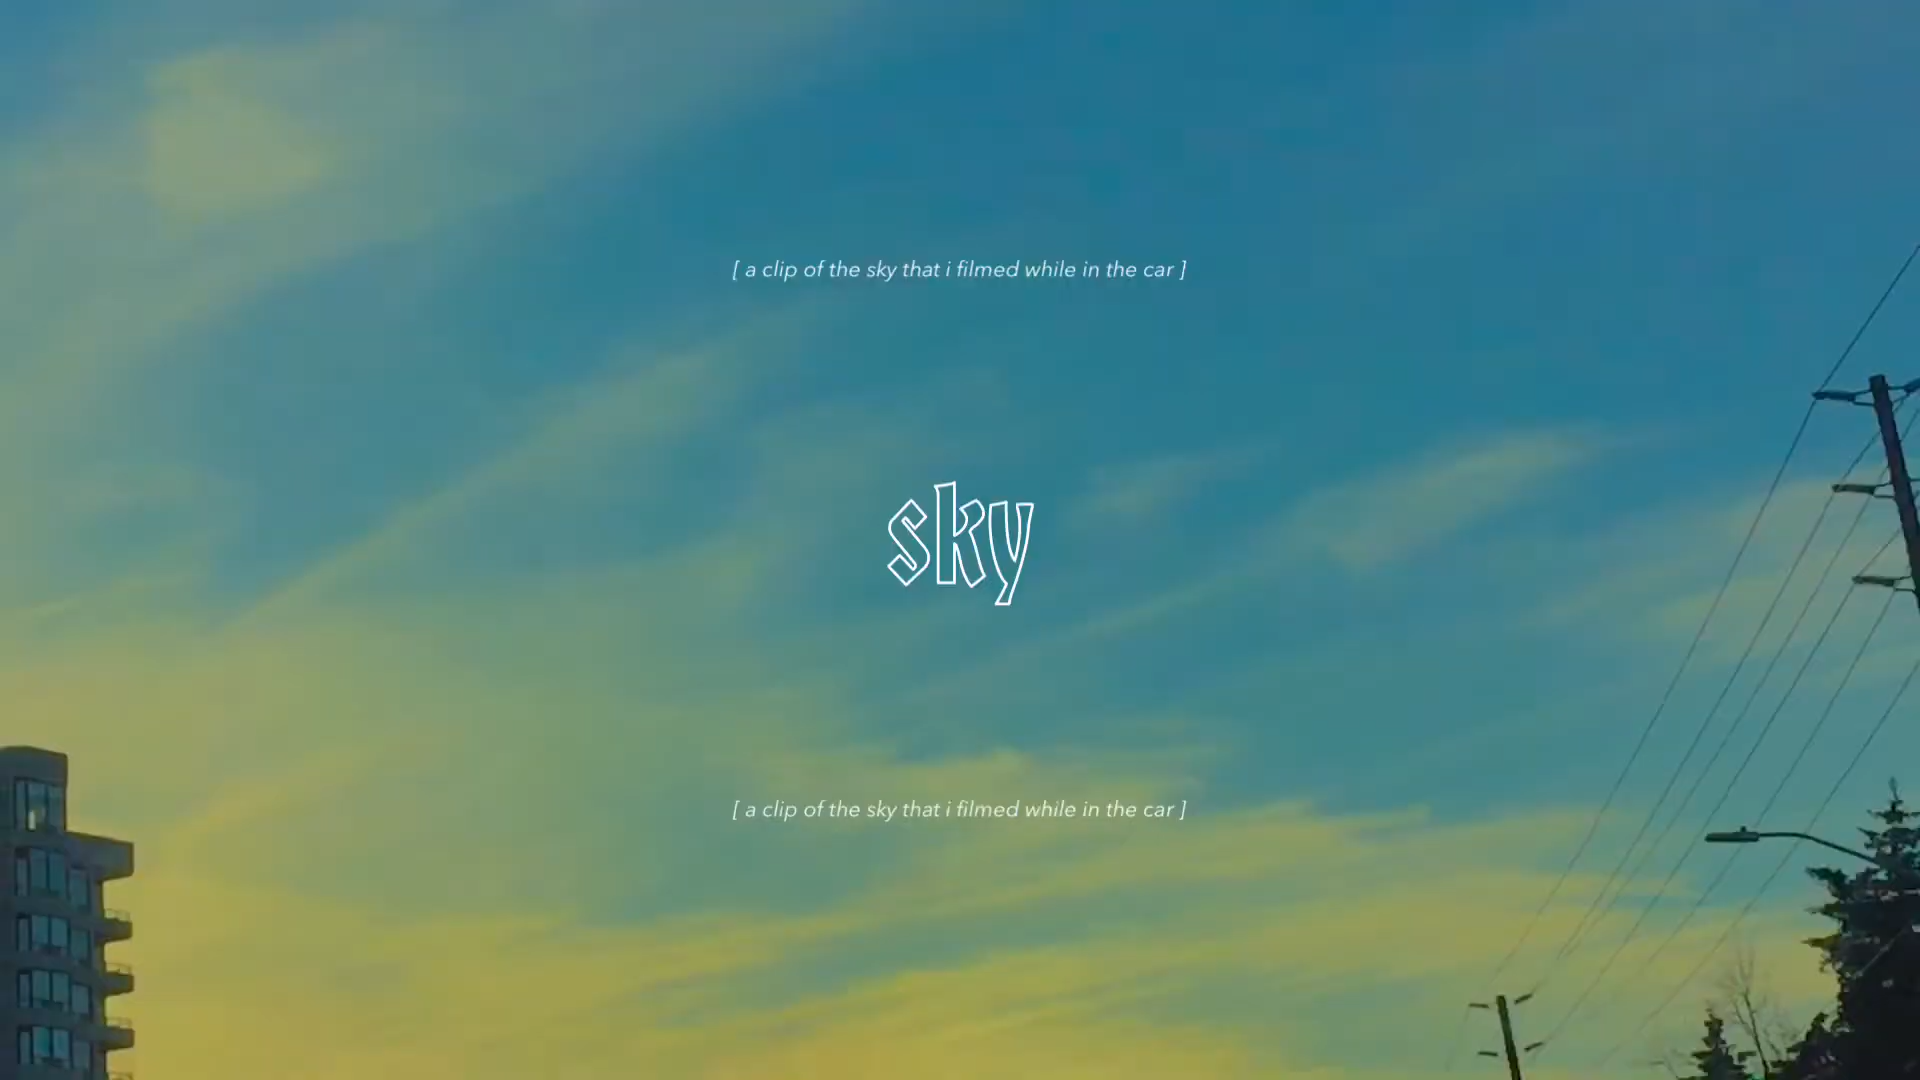 [ a clip of the sky that i filmed while in the car ]
sky
[ a clip of the sky that i filmed while in the car ]